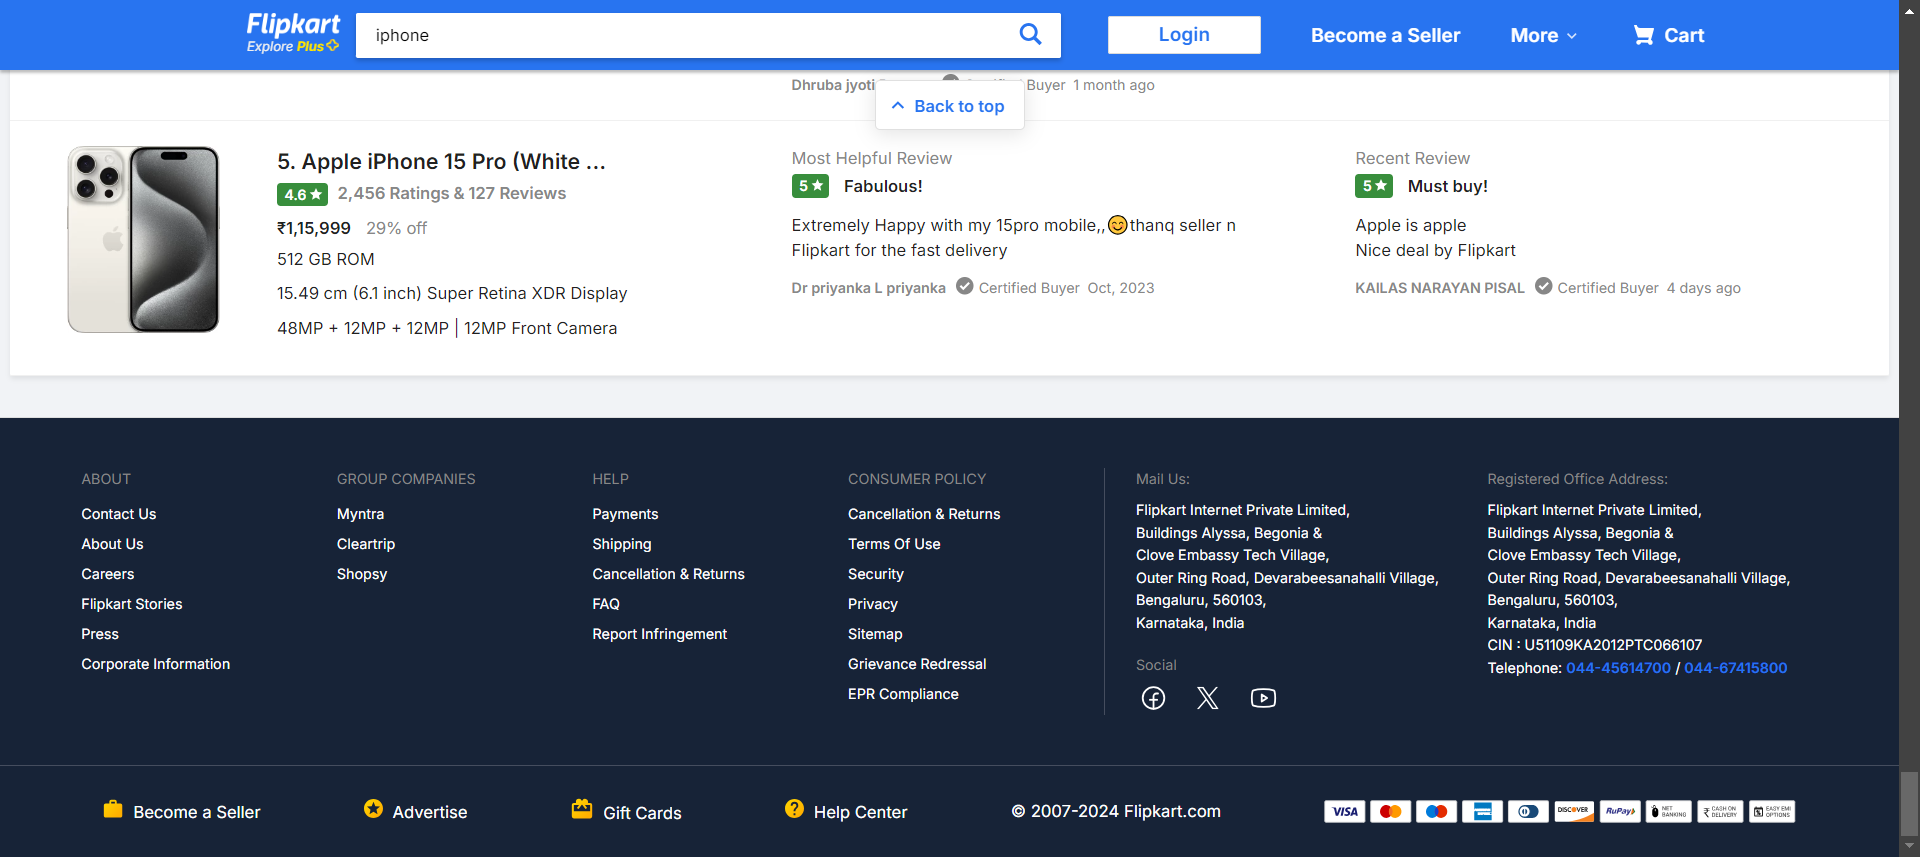 Flipkart
Explore Plus
iphone
Login
Become a Seller
More
Cart
Dhruba jyoti
Buyer 1 month ago
Back to top
5. Apple iPhone 15 Pro (White ...
4.6 2,456 Ratings & 127 Reviews
₹1,15,999 29% off
512 GB ROM
15.49 cm (6.1 inch) Super Retina XDR Display
48MP + 12MP + 12MP | 12MP Front Camera
Most Helpful Review
5 Fabulous!
Extremely Happy with my 15pro mobile,,😊thanq seller n
Flipkart for the fast delivery
Dr priyanka L priyanka Certified Buyer Oct, 2023
Recent Review
5 Must buy!
Apple is apple
Nice deal by Flipkart
KAILAS NARAYAN PISAL Certified Buyer 4 days ago
ABOUT
Contact Us
About Us
Careers
Flipkart Stories
Press
Corporate Information
GROUP COMPANIES
Myntra
Cleartrip
Shopsy
HELP
Payments
Shipping
Cancellation & Returns
FAQ
Report Infringement
CONSUMER POLICY
Cancellation & Returns
Terms Of Use
Security
Privacy
Sitemap
Grievance Redressal
EPR Compliance
Mail Us:
Flipkart Internet Private Limited,
Buildings Alyssa, Begonia &
Clove Embassy Tech Village,
Outer Ring Road, Devarabeesanahalli Village,
Bengaluru, 560103,
Karnataka, India
Social
Registered Office Address:
Flipkart Internet Private Limited,
Buildings Alyssa, Begonia &
Clove Embassy Tech Village,
Outer Ring Road, Devarabeesanahalli Village,
Bengaluru, 560103,
Karnataka, India
CIN : U51109KA2012PTC066107
Telephone: 044-45614700 / 044-67415800
Become a Seller
Advertise
Gift Cards
Help Center
© 2007-2024 Flipkart.com
VISA
DISCOVER
RuPay
NET
BANKING
CASH ON
DELIVERY
EASY EMI
OPTIONS